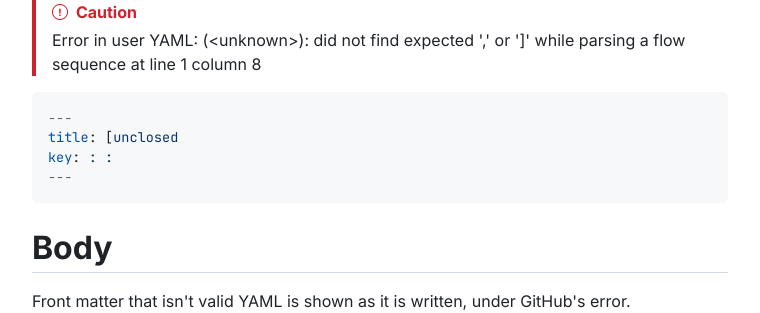 Caution
Error in user YAML: (<unknown>): did not find expected ',' or ']' while parsing a flow
sequence at line 1 column 8
---
title: [unclosed
key: : :
---
Body
Front matter that isn't valid YAML is shown as it is written, under GitHub's error.